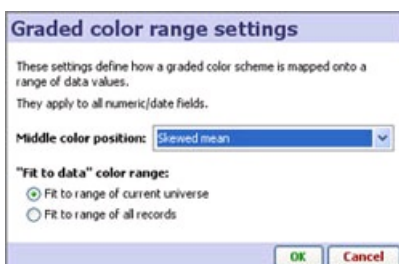 Graded color range settings
These settings define how a graded color scheme is mapped onto a
range of data values.
They apply to all numeric/date fields.
Middle color position: Skewed mean
"Fit to data" color range:
Fit to range of current universe
Fit to range of all records
OK Cancel